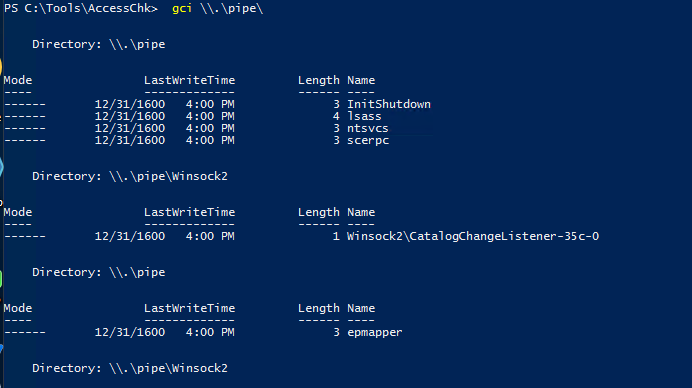 PS C:\Tools\AccessChk> gci \\.\pipe\
Directory: \\.\pipe
Mode LastWriteTime Length Name
---- ------------- ------ ----
------ 12/31/1600 4:00 PM 3 InitShutdown
------ 12/31/1600 4:00 PM 4 lsass
------ 12/31/1600 4:00 PM 3 ntsvcs
------ 12/31/1600 4:00 PM 3 scerpc
Directory: \\.\pipe\Winsock2
Mode LastWriteTime Length Name
---- ------------- ------ ----
------ 12/31/1600 4:00 PM 1 Winsock2\CatalogChangeListener-35c-0
Directory: \\.\pipe
Mode LastWriteTime Length Name
---- ------------- ------ ----
------ 12/31/1600 4:00 PM 3 epmapper
Directory: \\.\pipe\Winsock2